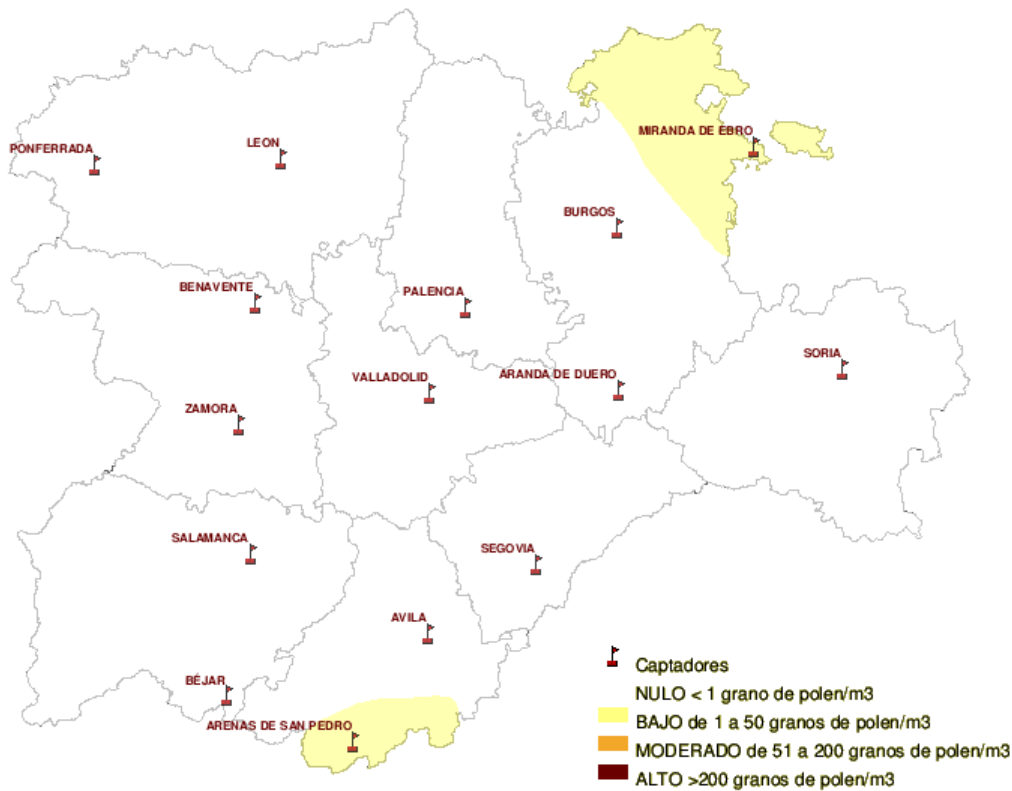 MIRANDA DE EBRO
LEON
PONFERRADA
BURGOS
BENAVENTE
PALENCIA
SORIA
VALLADOLID
ARANDA DE DUERO
ZAMORA
SALAMANCA
SEGOVIA
AVILA
BÉJAR
ARENAS DE SAN PEDRO
Captadores
NULO < 1 grano de polen/m3
BAJO de 1 a 50 granos de polen/m3
MODERADO de 51 a 200 granos de polen/m3
ALTO >200 granos de polen/m3